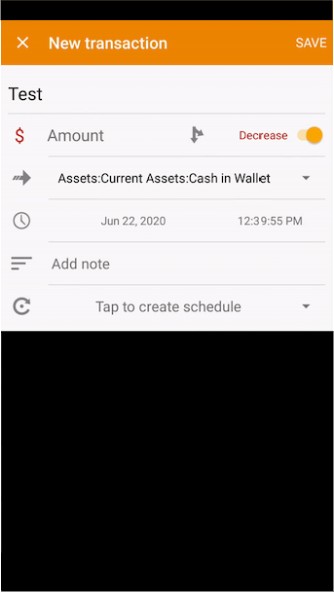 New transaction
SAVE
Test
$ Amount
Decrease
Assets:Current Assets:Cash in Wallet
Jun 22, 2020
12:39:55 PM
Add note
Tap to create schedule